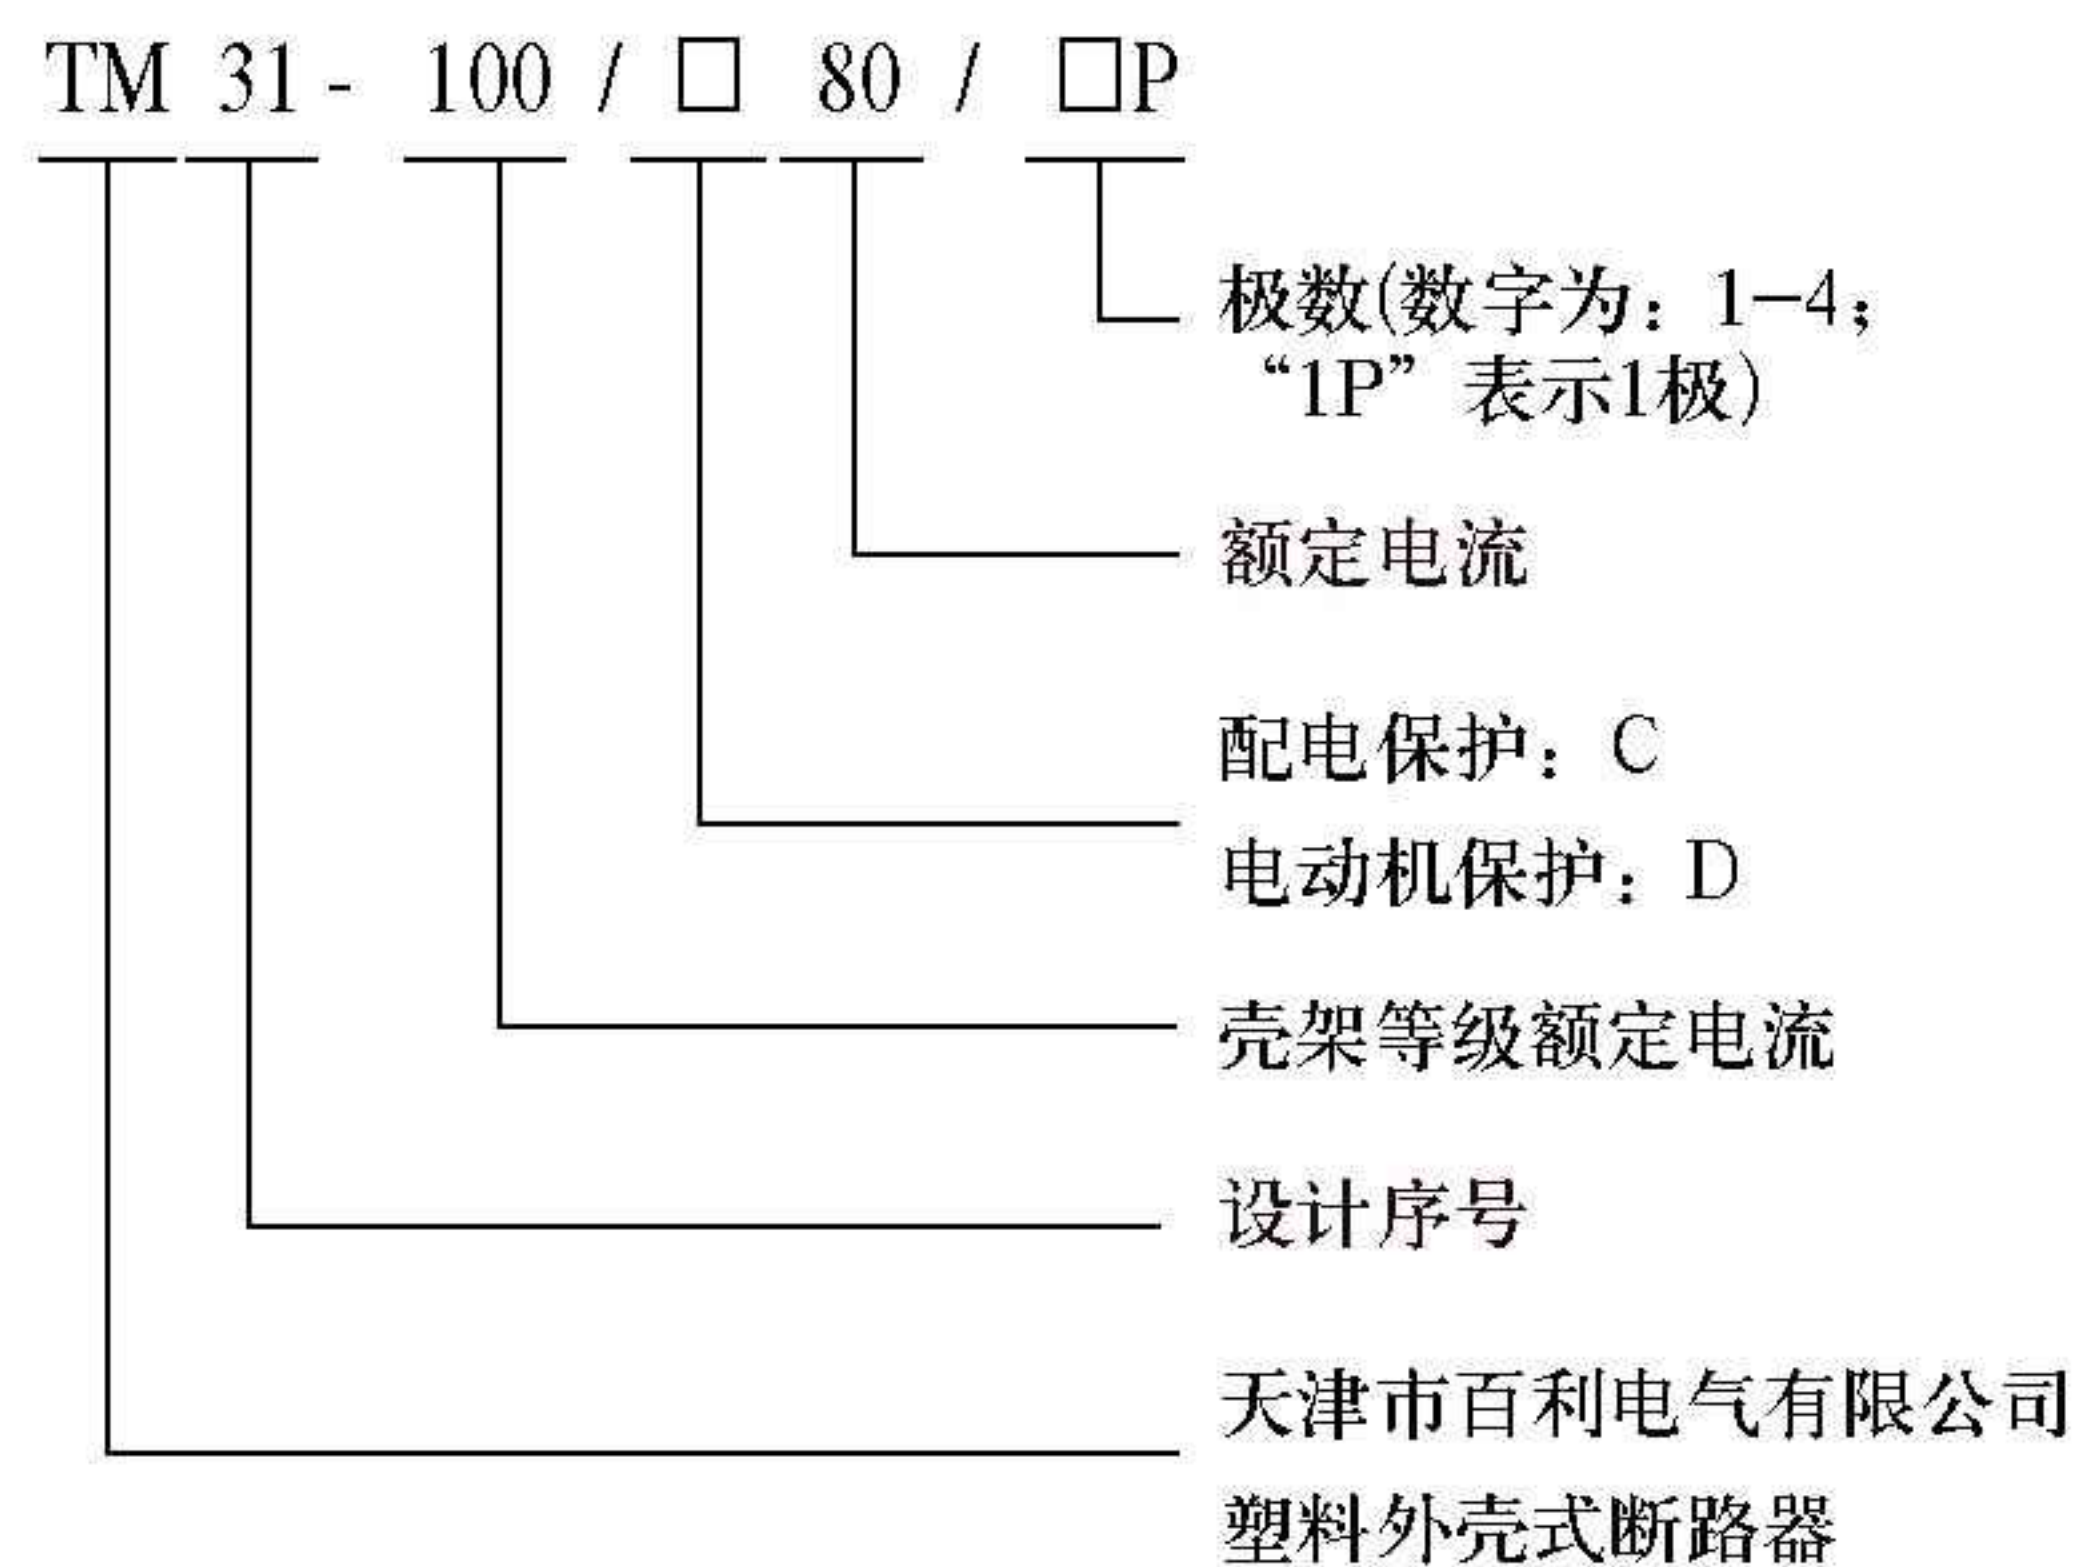 TM 31 - 100 / □ 80 / □P
极数(数字为：1-4；
“1P”表示1极)
额定电流
配电保护：C
电动机保护：D
壳架等级额定电流
设计序号
天津市百利电气有限公司
塑料外壳式断路器